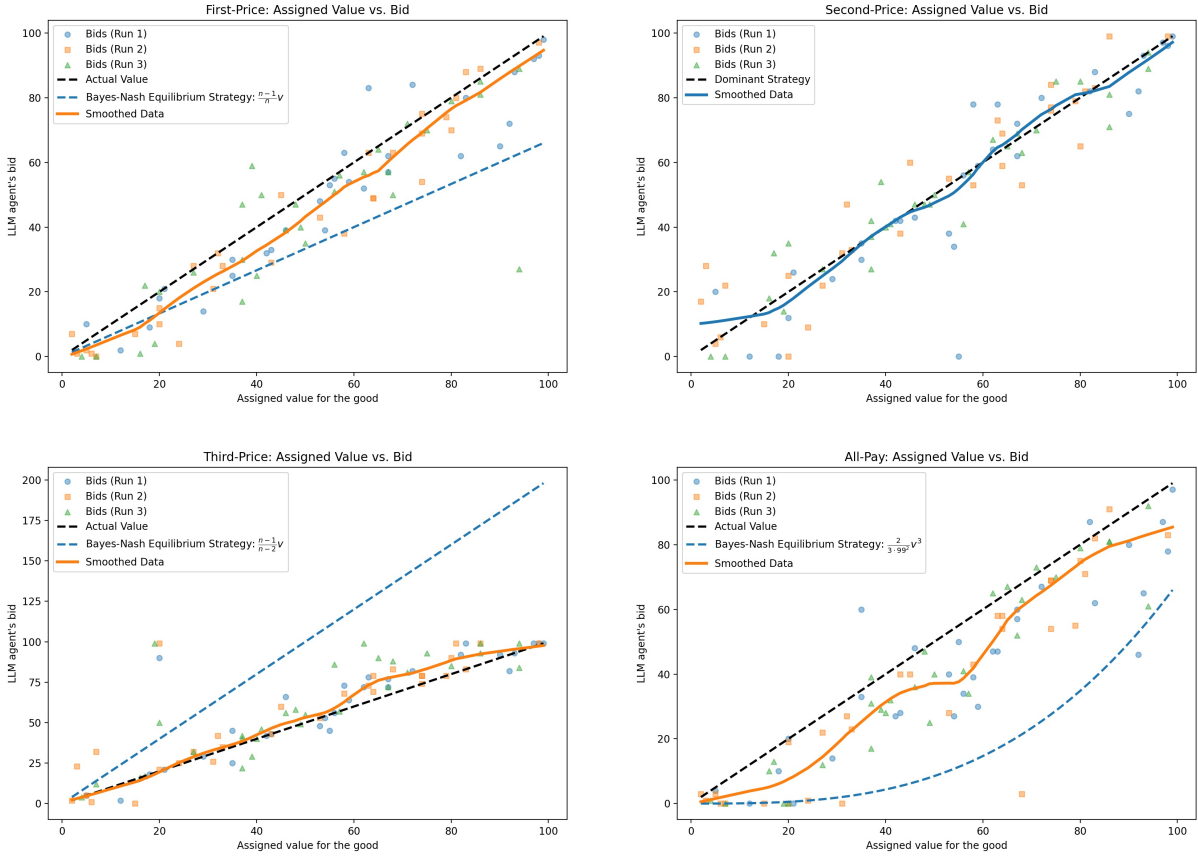 First-Price: Assigned Value vs. Bid
LLM agent's bid
100
80
60
40
20
0
Bids (Run 1)
Bids (Run 2)
Bids (Run 3)
Actual Value
Bayes-Nash Equilibrium Strategy: \frac{n-1}{n}v
Smoothed Data
0 20 40 60 80 100
Assigned value for the good
Second-Price: Assigned Value vs. Bid
LLM agent's bid
100
80
60
40
20
0
Bids (Run 1)
Bids (Run 2)
Bids (Run 3)
Dominant Strategy
Smoothed Data
0 20 40 60 80 100
Assigned value for the good
Third-Price: Assigned Value vs. Bid
LLM agent's bid
200
175
150
125
100
75
50
25
0
Bids (Run 1)
Bids (Run 2)
Bids (Run 3)
Actual Value
Bayes-Nash Equilibrium Strategy: \frac{n-1}{n-2}v
Smoothed Data
0 20 40 60 80 100
Assigned value for the good
All-Pay: Assigned Value vs. Bid
LLM agent's bid
100
80
60
40
20
0
Bids (Run 1)
Bids (Run 2)
Bids (Run 3)
Actual Value
Bayes-Nash Equilibrium Strategy: \frac{2}{3 \cdot 99^2}v^3
Smoothed Data
0 20 40 60 80 100
Assigned value for the good